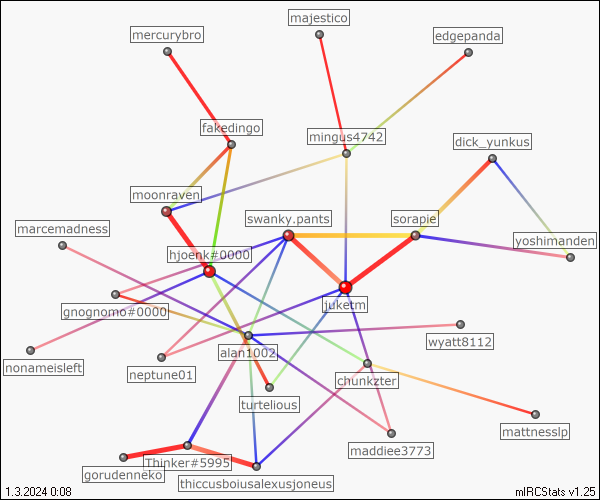 majestico
mercurybro
edgepanda
fakedingo
mingus4742
dick_yunkus
moonraven
swanky.pants
sorapie
marcemadness
yoshimanden
hjoenk#0000
juketm
gnognomo#0000
wyatt8112
alan1002
nonameisleft
neptune01
chunkzter
turtelious
mattnesslp
maddiee3773
Thinker#5995
gorudenneko
thiccusboiusalexusjoneus
1.3.2024 0:08
mIRCStats v1.25